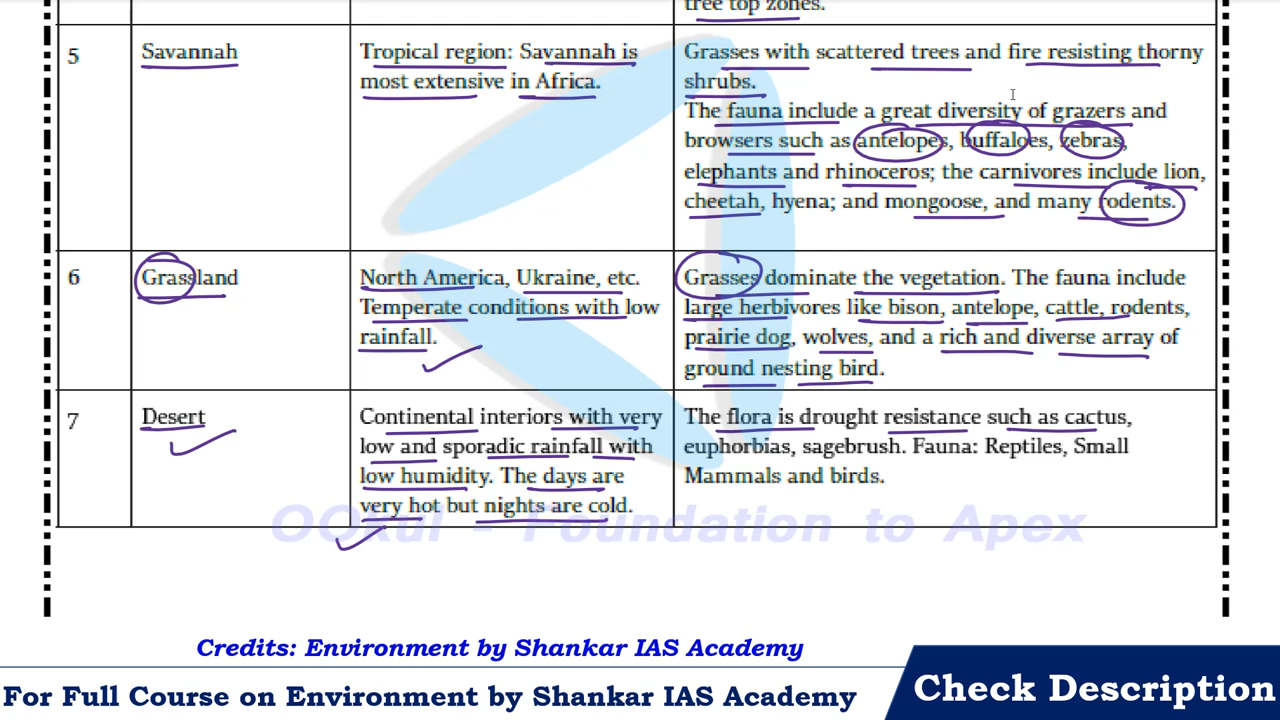 tree top zones.
5
Savannah
Tropical region: Savannah is
most extensive in Africa.
Grasses with scattered trees and fire resisting thorny
shrubs.
The fauna include a great diversity of grazers and
browsers such as antelopes, buffaloes, zebras,
elephants and rhinoceros; the carnivores include lion,
cheetah, hyena; and mongoose, and many rodents.
6
Grassland
North America, Ukraine, etc.
Temperate conditions with low
rainfall.
Grasses dominate the vegetation. The fauna include
large herbivores like bison, antelope, cattle, rodents,
prairie dog, wolves, and a rich and diverse array of
ground nesting bird.
7
Desert
Continental interiors with very
low and sporadic rainfall with
low humidity. The days are
very hot but nights are cold.
The flora is drought resistance such as cactus,
euphorbias, sagebrush. Fauna: Reptiles, Small
Mammals and birds.
OOkul - Foundation to Apex
Credits: Environment by Shankar IAS Academy
For Full Course on Environment by Shankar IAS Academy
Check Description